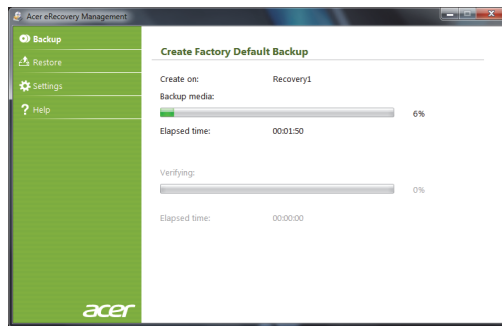 Acer eRecovery Management
Backup
Restore
Settings
Help
Create Factory Default Backup
Create on: Recovery1
Backup media:
6%
Elapsed time: 00:01:50
Verifying:
0%
Elapsed time: 00:00:00
acer